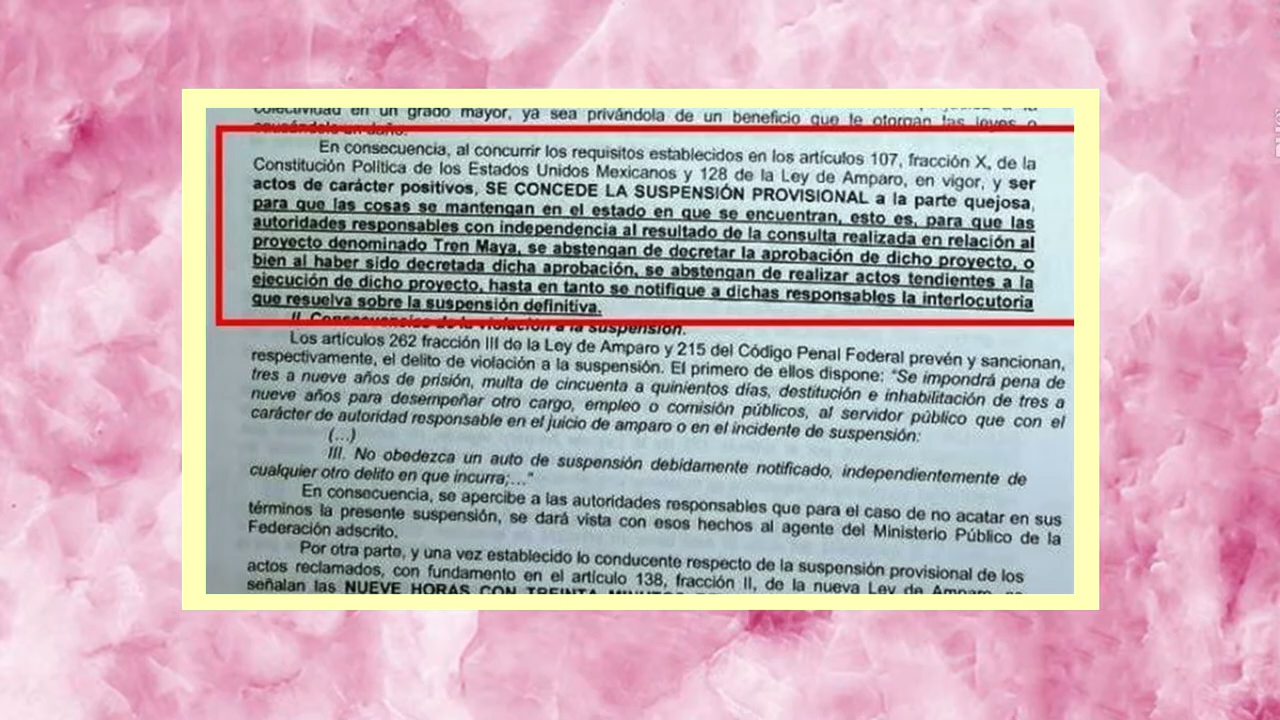 colectividad en un grado mayor, ya sea privándola de un beneficio que le otorgan las leyes o
causándole un daño.
En consecuencia, al concurrir los requisitos establecidos en los artículos 107, fracción X, de la
Constitución Política de los Estados Unidos Mexicanos y 128 de la Ley de Amparo, en vigor, y ser
actos de carácter positivos, SE CONCEDE LA SUSPENSIÓN PROVISIONAL a la parte quejosa,
para que las cosas se mantengan en el estado en que se encuentran, esto es, para que las
autoridades responsables con independencia al resultado de la consulta realizada en relación al
proyecto denominado Tren Maya, se abstengan de decretar la aprobación de dicho proyecto, o
bien al haber sido decretada dicha aprobación, se abstengan de realizar actos tendientes a la
ejecución de dicho proyecto, hasta en tanto se notifique a dichas responsables la interlocutoria
que resuelva sobre la suspensión definitiva.
II. Consecuencias de la violación a la suspensión.
Los artículos 262 fracción III de la Ley de Amparo y 215 del Código Penal Federal prevén y sancionan,
respectivamente, el delito de violación a la suspensión. El primero de ellos dispone: “Se impondrá pena de
tres a nueve años de prisión, multa de cincuenta a quinientos días, destitución e inhabilitación de tres a
nueve años para desempeñar otro cargo, empleo o comisión públicos, al servidor público que con el
carácter de autoridad responsable en el juicio de amparo o en el incidente de suspensión:
(...)
III. No obedezca un auto de suspensión debidamente notificado, independientemente de
cualquier otro delito en que incurra;...”
En consecuencia, se apercibe a las autoridades responsables que para el caso de no acatar en sus
términos la presente suspensión, se dará vista con esos hechos al agente del Ministerio Público de la
Federación adscrito.
Por otra parte, y una vez establecido lo conducente respecto de la suspensión provisional de los
actos reclamados, con fundamento en el artículo 138, fracción II, de la nueva Ley de Amparo, se
señalan las NUEVE HORAS CON TREINTA MINUTOS